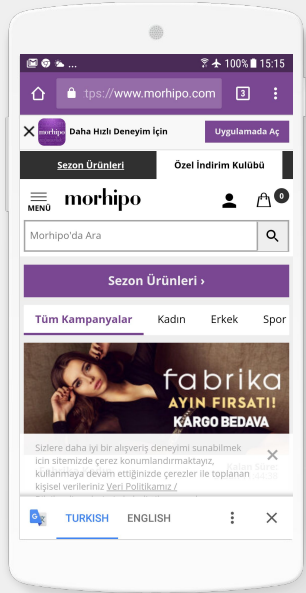 ... 100% 15:15
tps://www.morhipo.com 3
morhipo Daha Hızlı Deneyim İçin Uygulamada Aç
Sezon Ürünleri Özel İndirim Kulübü
MENÜ morhipo 0
Morhipo'da Ara
Sezon Ürünleri ›
Tüm Kampanyalar Kadın Erkek Spor
fabrika
AYIN FIRSATI!
KARGO BEDAVA
Sizlere daha iyi bir alışveriş deneyimi sunabilmek
icin sitemizde çerez konumlandırmaktayız,
kullanmaya devam ettiğinizde çerezler ile toplanan
kişisel verileriniz Veri Politikamız /
TURKISH ENGLISH